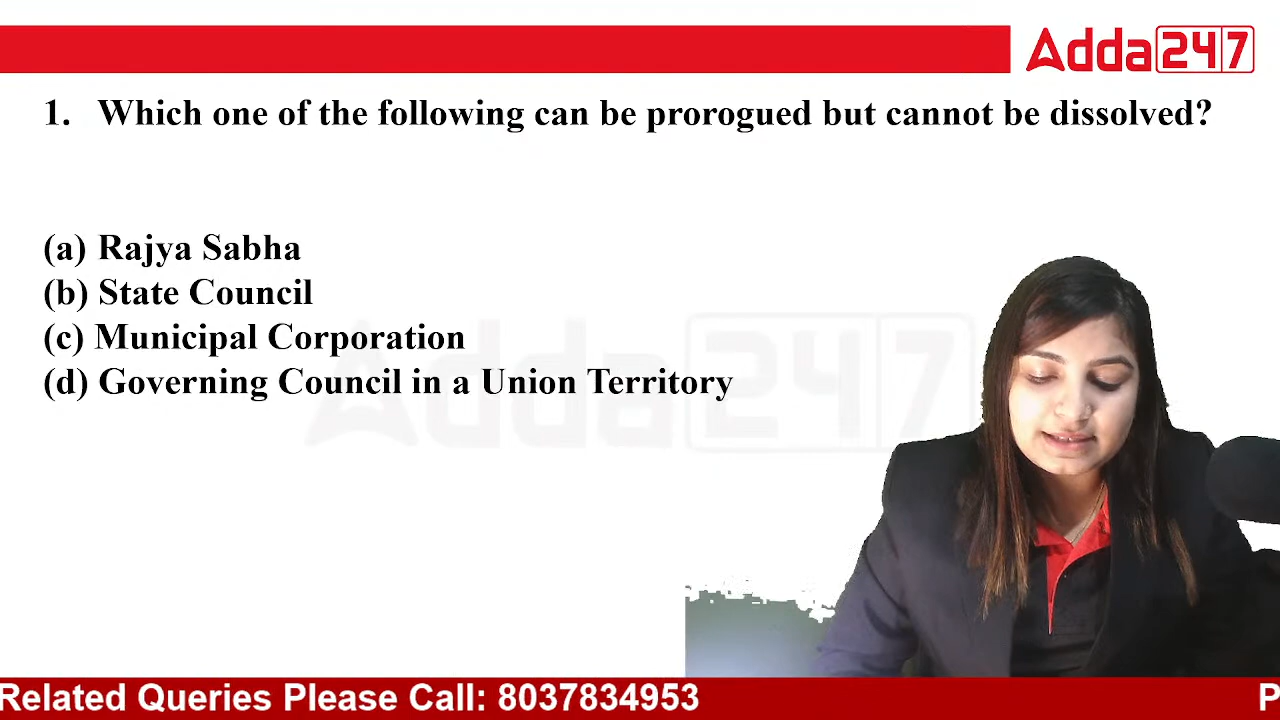 Adda247
1. Which one of the following can be prorogued but cannot be dissolved?
(a) Rajya Sabha
(b) State Council
(c) Municipal Corporation
(d) Governing Council in a Union Territory
Adda247
Related Queries Please Call: 8037834953 P